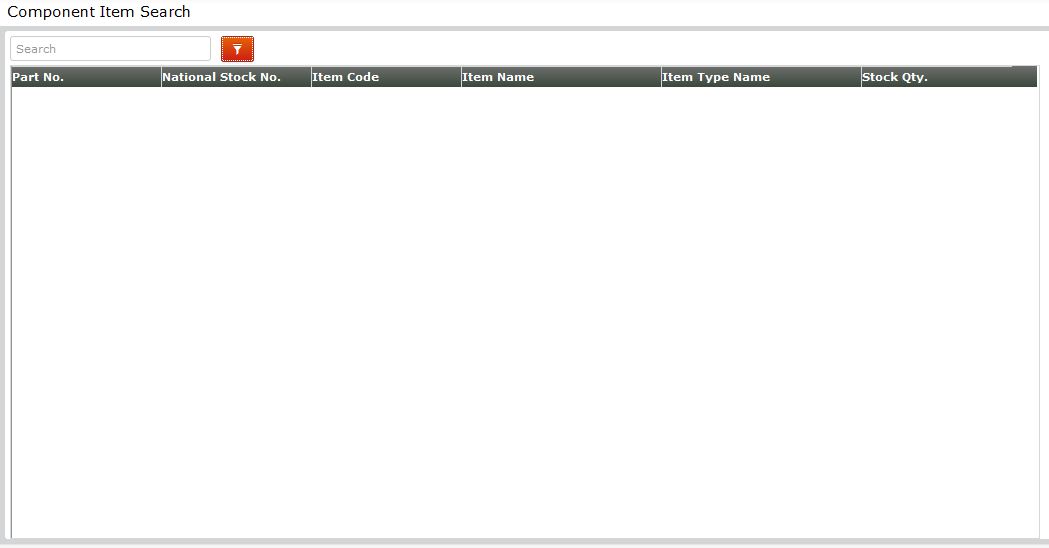 Component Item Search
Search
Part No. National Stock No. Item Code Item Name Item Type Name Stock Qty.